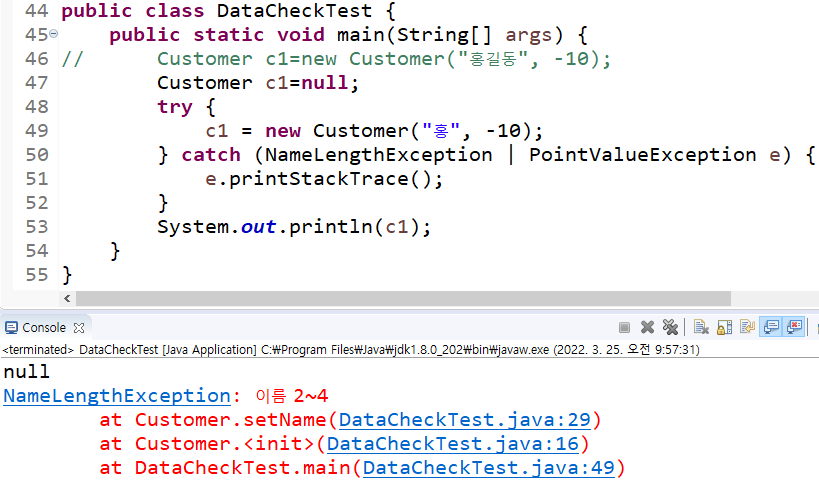 44 public class DataCheckTest {
45 public static void main(String[] args) {
46 // Customer c1=new Customer("홍길동", -10);
47 Customer c1=null;
48 try {
49 c1 = new Customer("홍", -10);
50 } catch (NameLengthException | PointValueException e) {
51 e.printStackTrace();
52 }
53 System.out.println(c1);
54 }
55 }
Console
<terminated> DataCheckTest [Java Application] C:₩Program Files₩Java₩jdk1.8.0_202₩bin₩javaw.exe (2022. 3. 25. 오전 9:57:31)
null
NameLengthException: 이름 2~4
at Customer.setName(DataCheckTest.java:29)
at Customer.<init>(DataCheckTest.java:16)
at DataCheckTest.main(DataCheckTest.java:49)